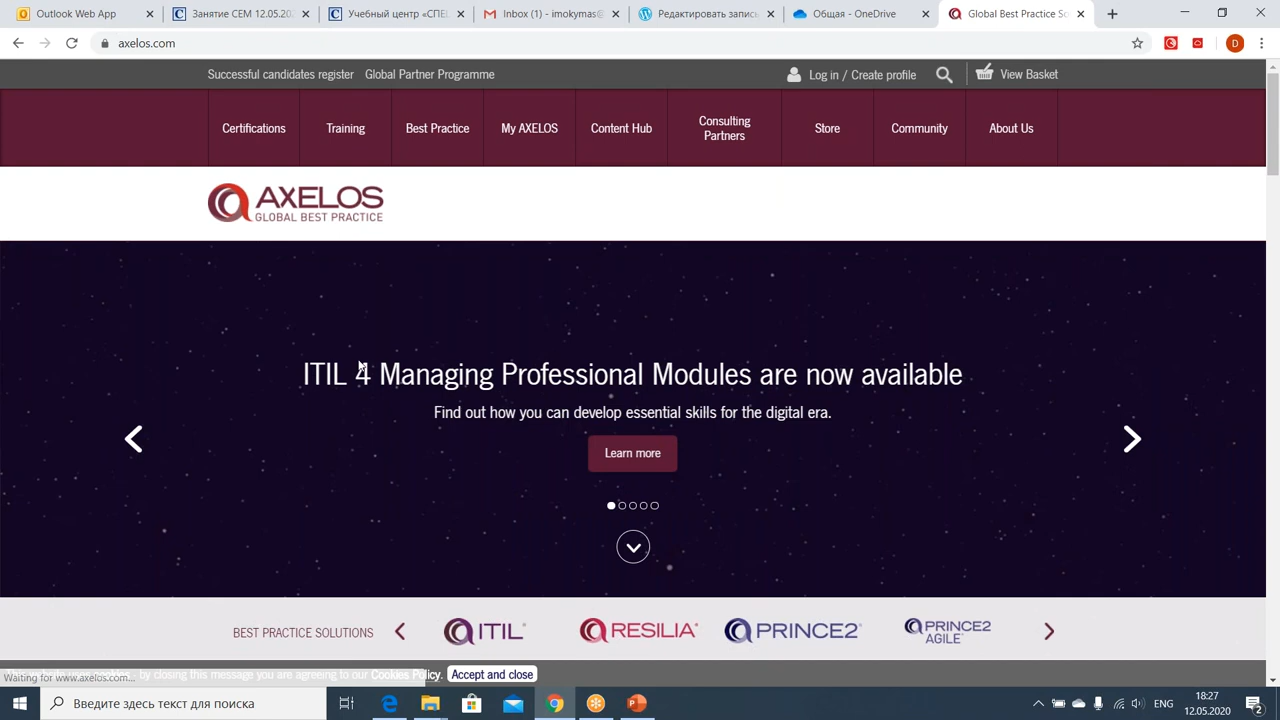 Outlook Web App
Занятие СЕМ 12.05.202
Учебный центр «СПЕЦ
Inbox (1) - imokymas@
Редактировать запись
Общая - OneDrive
Global Best Practice So
axelos.com
Successful candidates register
Global Partner Programme
Log in / Create profile
View Basket
Certifications
Training
Best Practice
My AXELOS
Content Hub
Consulting
Partners
Store
Community
About Us
AXELOS
GLOBAL BEST PRACTICE
ITIL 4 Managing Professional Modules are now available
Find out how you can develop essential skills for the digital era.
Learn more
BEST PRACTICE SOLUTIONS
ITIL®
RESILIA®
PRINCE2®
PRINCE2
AGILE®
by closing this message you are agreeing to our Cookies Policy.
Accept and close
Waiting for www.axelos.com...
Введите здесь текст для поиска
ENG
18:27
12.05.2020
2